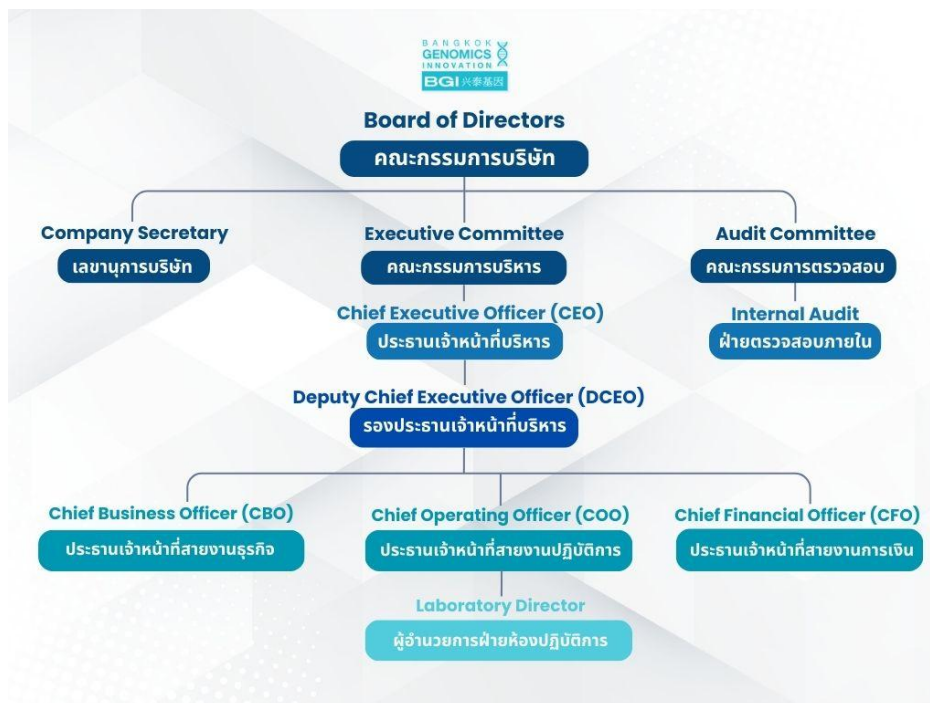 BANGKOK
GENOMICS
INNOVATION
BGI 兴泰基因
Board of Directors
คณะกรรมการบริษัท
Company Secretary
เลขานุการบริษัท
Executive Committee
คณะกรรมการบริหาร
Audit Committee
คณะกรรมการตรวจสอบ
Chief Executive Officer (CEO)
ประธานเจ้าหน้าที่บริหาร
Internal Audit
ฝ่ายตรวจสอบภายใน
Deputy Chief Executive Officer (DCEO)
รองประธานเจ้าหน้าที่บริหาร
Chief Business Officer (CBO)
ประธานเจ้าหน้าที่สายงานธุรกิจ
Chief Operating Officer (COO)
ประธานเจ้าหน้าที่สายงานปฏิบัติการ
Chief Financial Officer (CFO)
ประธานเจ้าหน้าที่สายงานการเงิน
Laboratory Director
ผู้อำนวยการฝ่ายห้องปฏิบัติการ